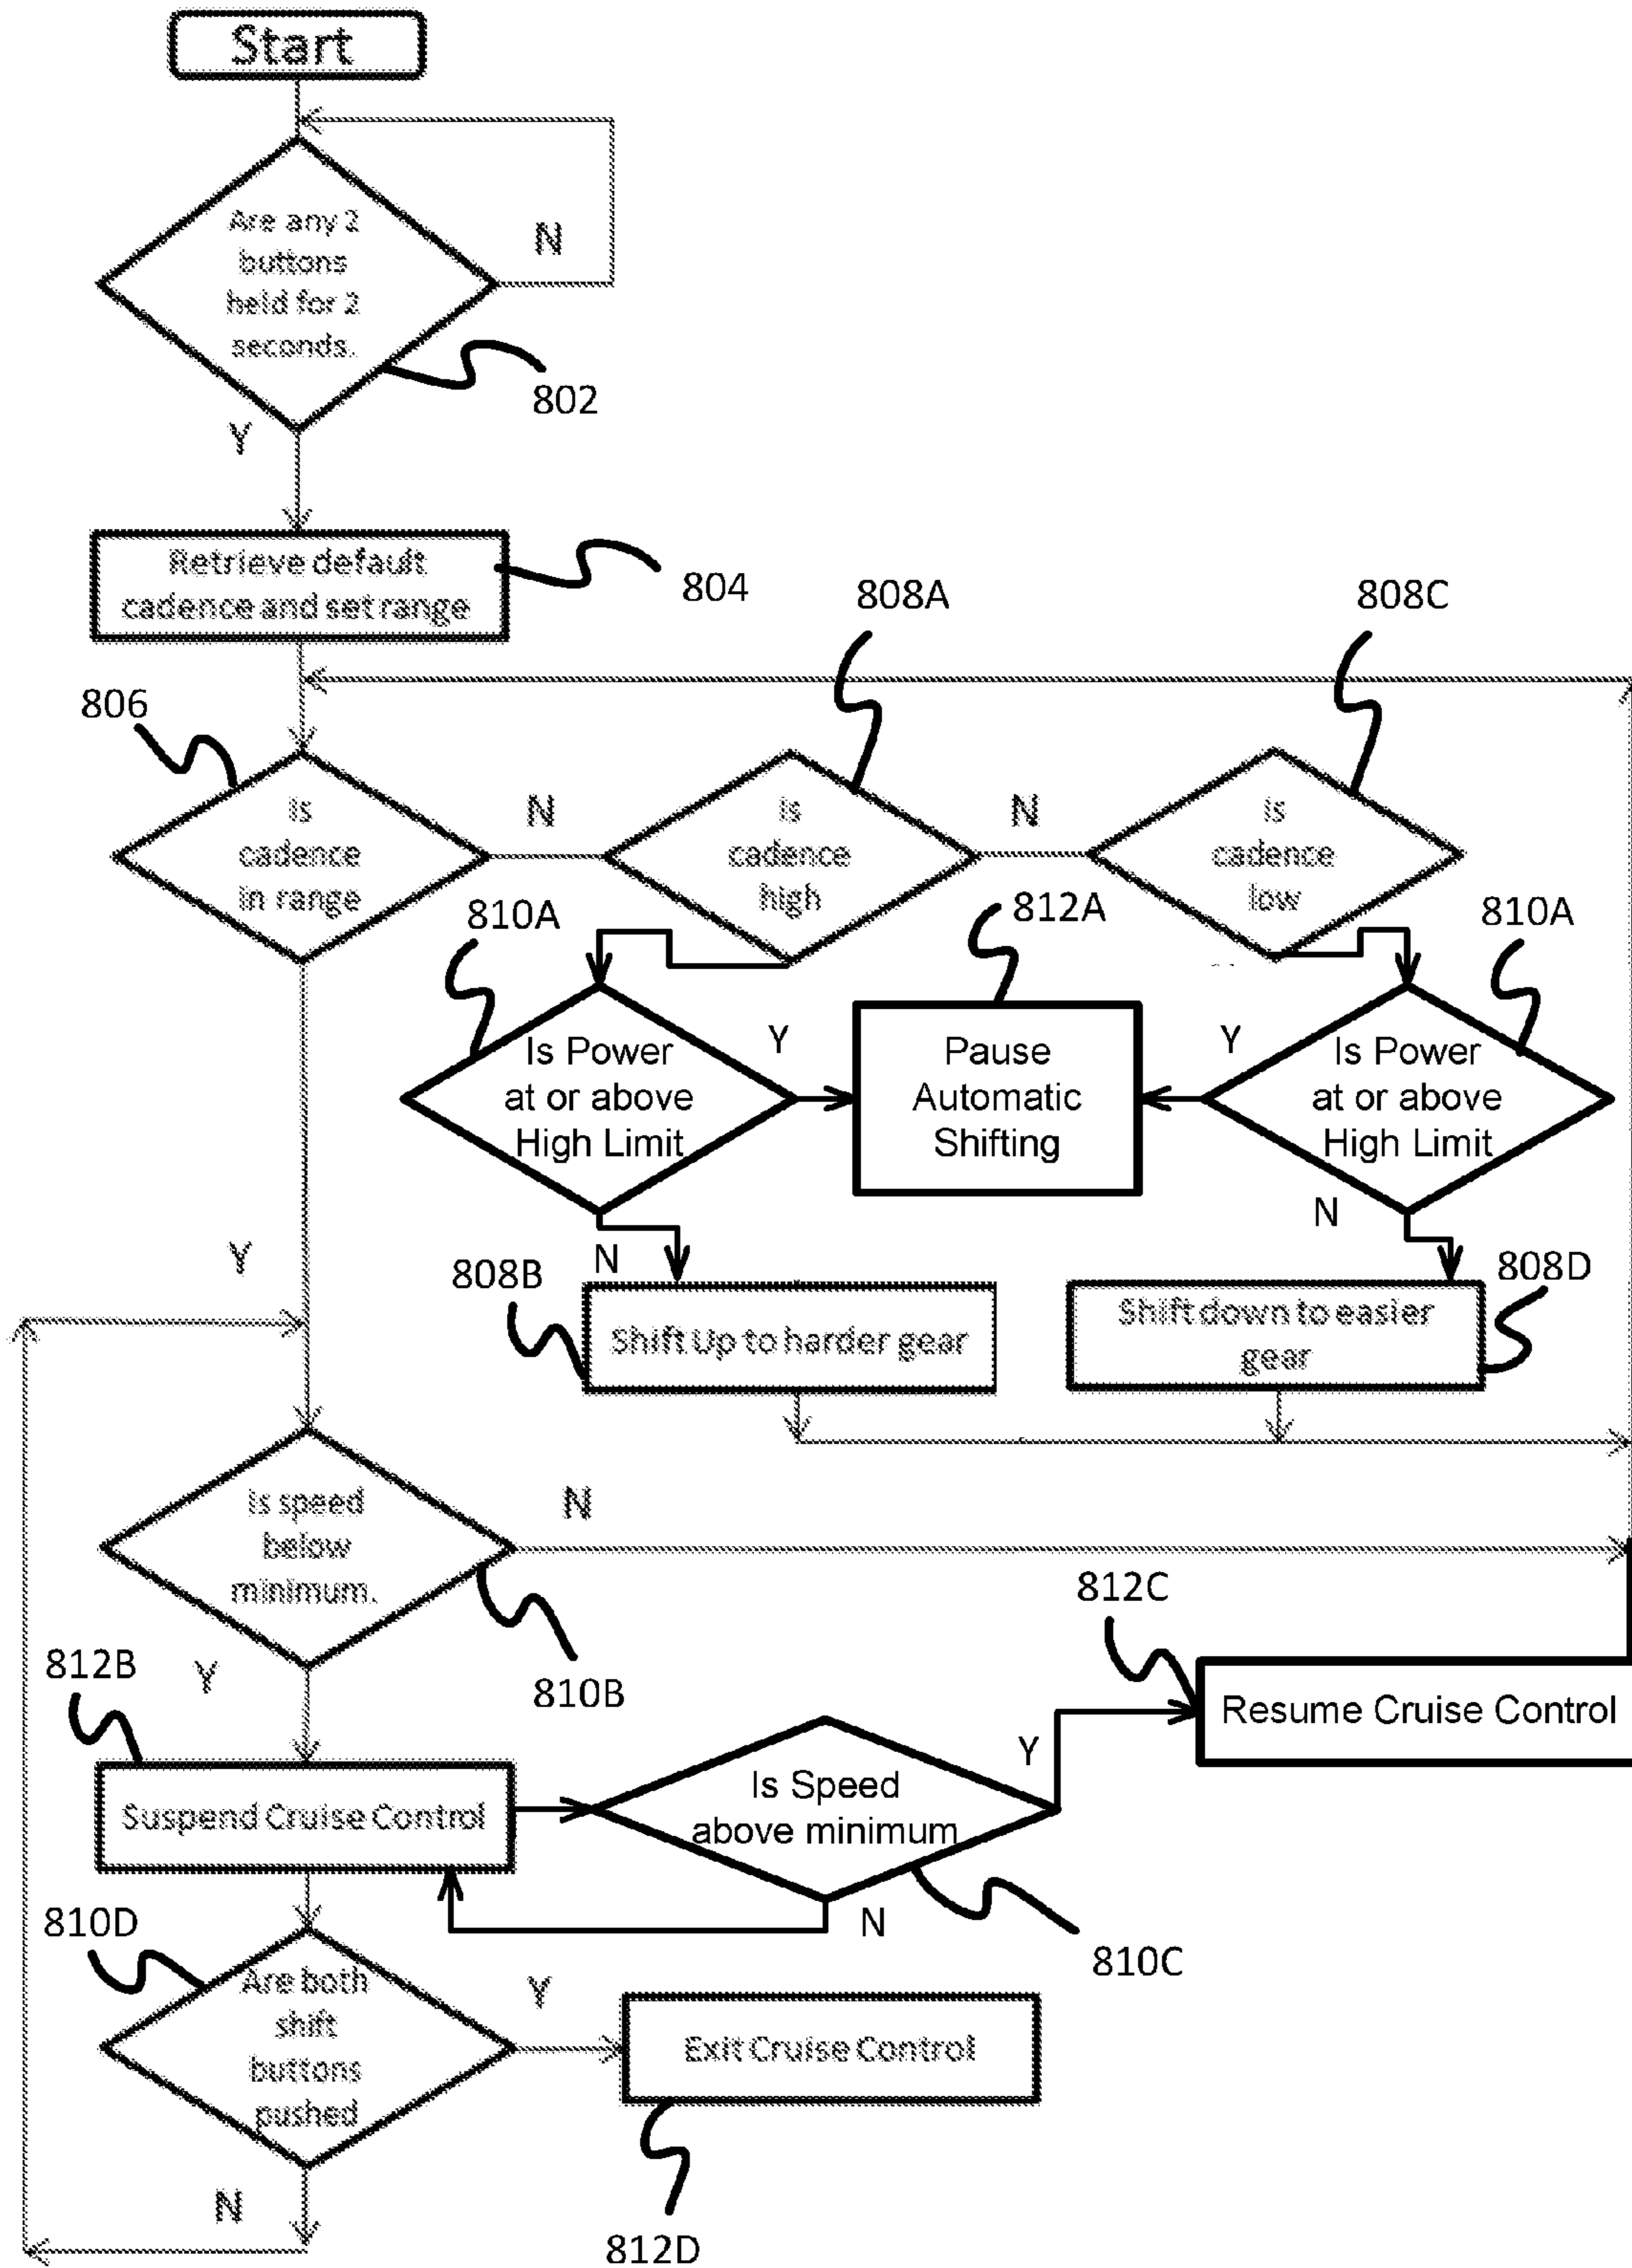 Start
Are any 2
buttons
held for 2
seconds.
N
802
Y
Retrieve default
cadence and set range
804
808A
808C
806
Is
cadence
in range
N
Is
cadence
high
N
Is
cadence
low
810A
812A
810A
Is Power
at or above
High Limit
Y
Pause
Automatic
Shifting
Y
Is Power
at or above
High Limit
N
N
Y
808B
808D
Shift Up to harder gear
Shift down to easier
gear
Is speed
below
minimum.
N
812C
812B
Y
810B
Resume Cruise Control
Y
Is Speed
above minimum
Suspend Cruise Control
N
810D
810C
Are both
shift
buttons
pushed
Y
Exit Cruise Control
N
812D